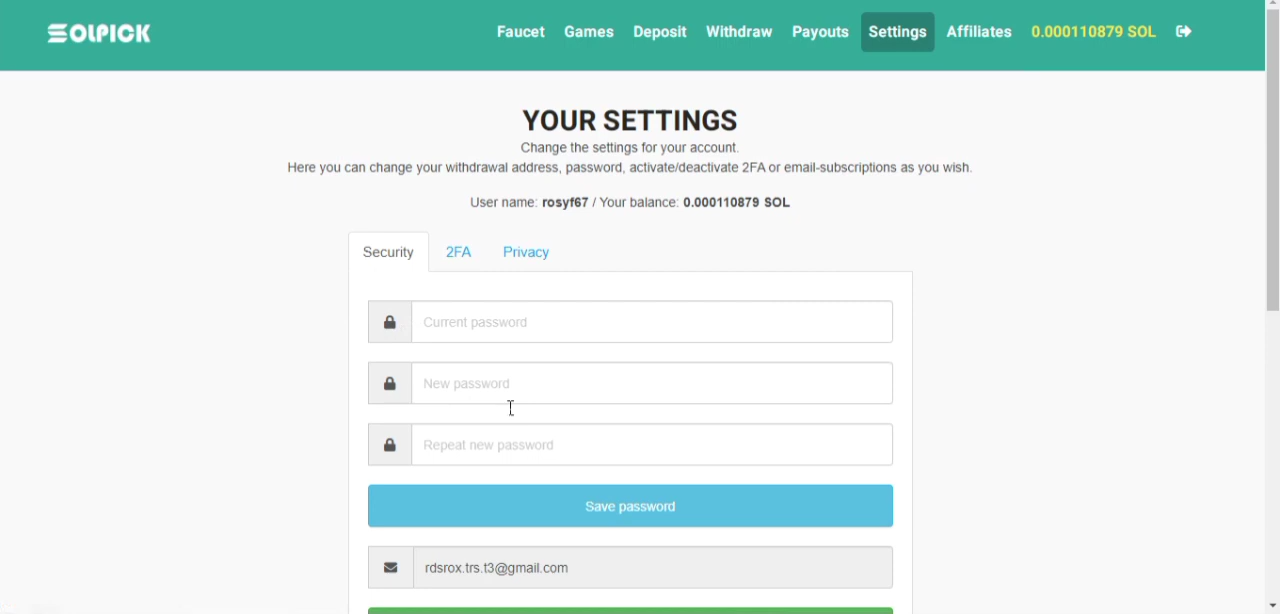 SOLPICK
Faucet Games Deposit Withdraw Payouts Settings Affiliates 0.000110879 SOL
YOUR SETTINGS
Change the settings for your account.
Here you can change your withdrawal address, password, activate/deactivate 2FA or email-subscriptions as you wish.
User name: rosyf67 / Your balance: 0.000110879 SOL
Security 2FA Privacy
Current password
New password
Repeat new password
Save password
rdsrox.trs.t3@gmail.com